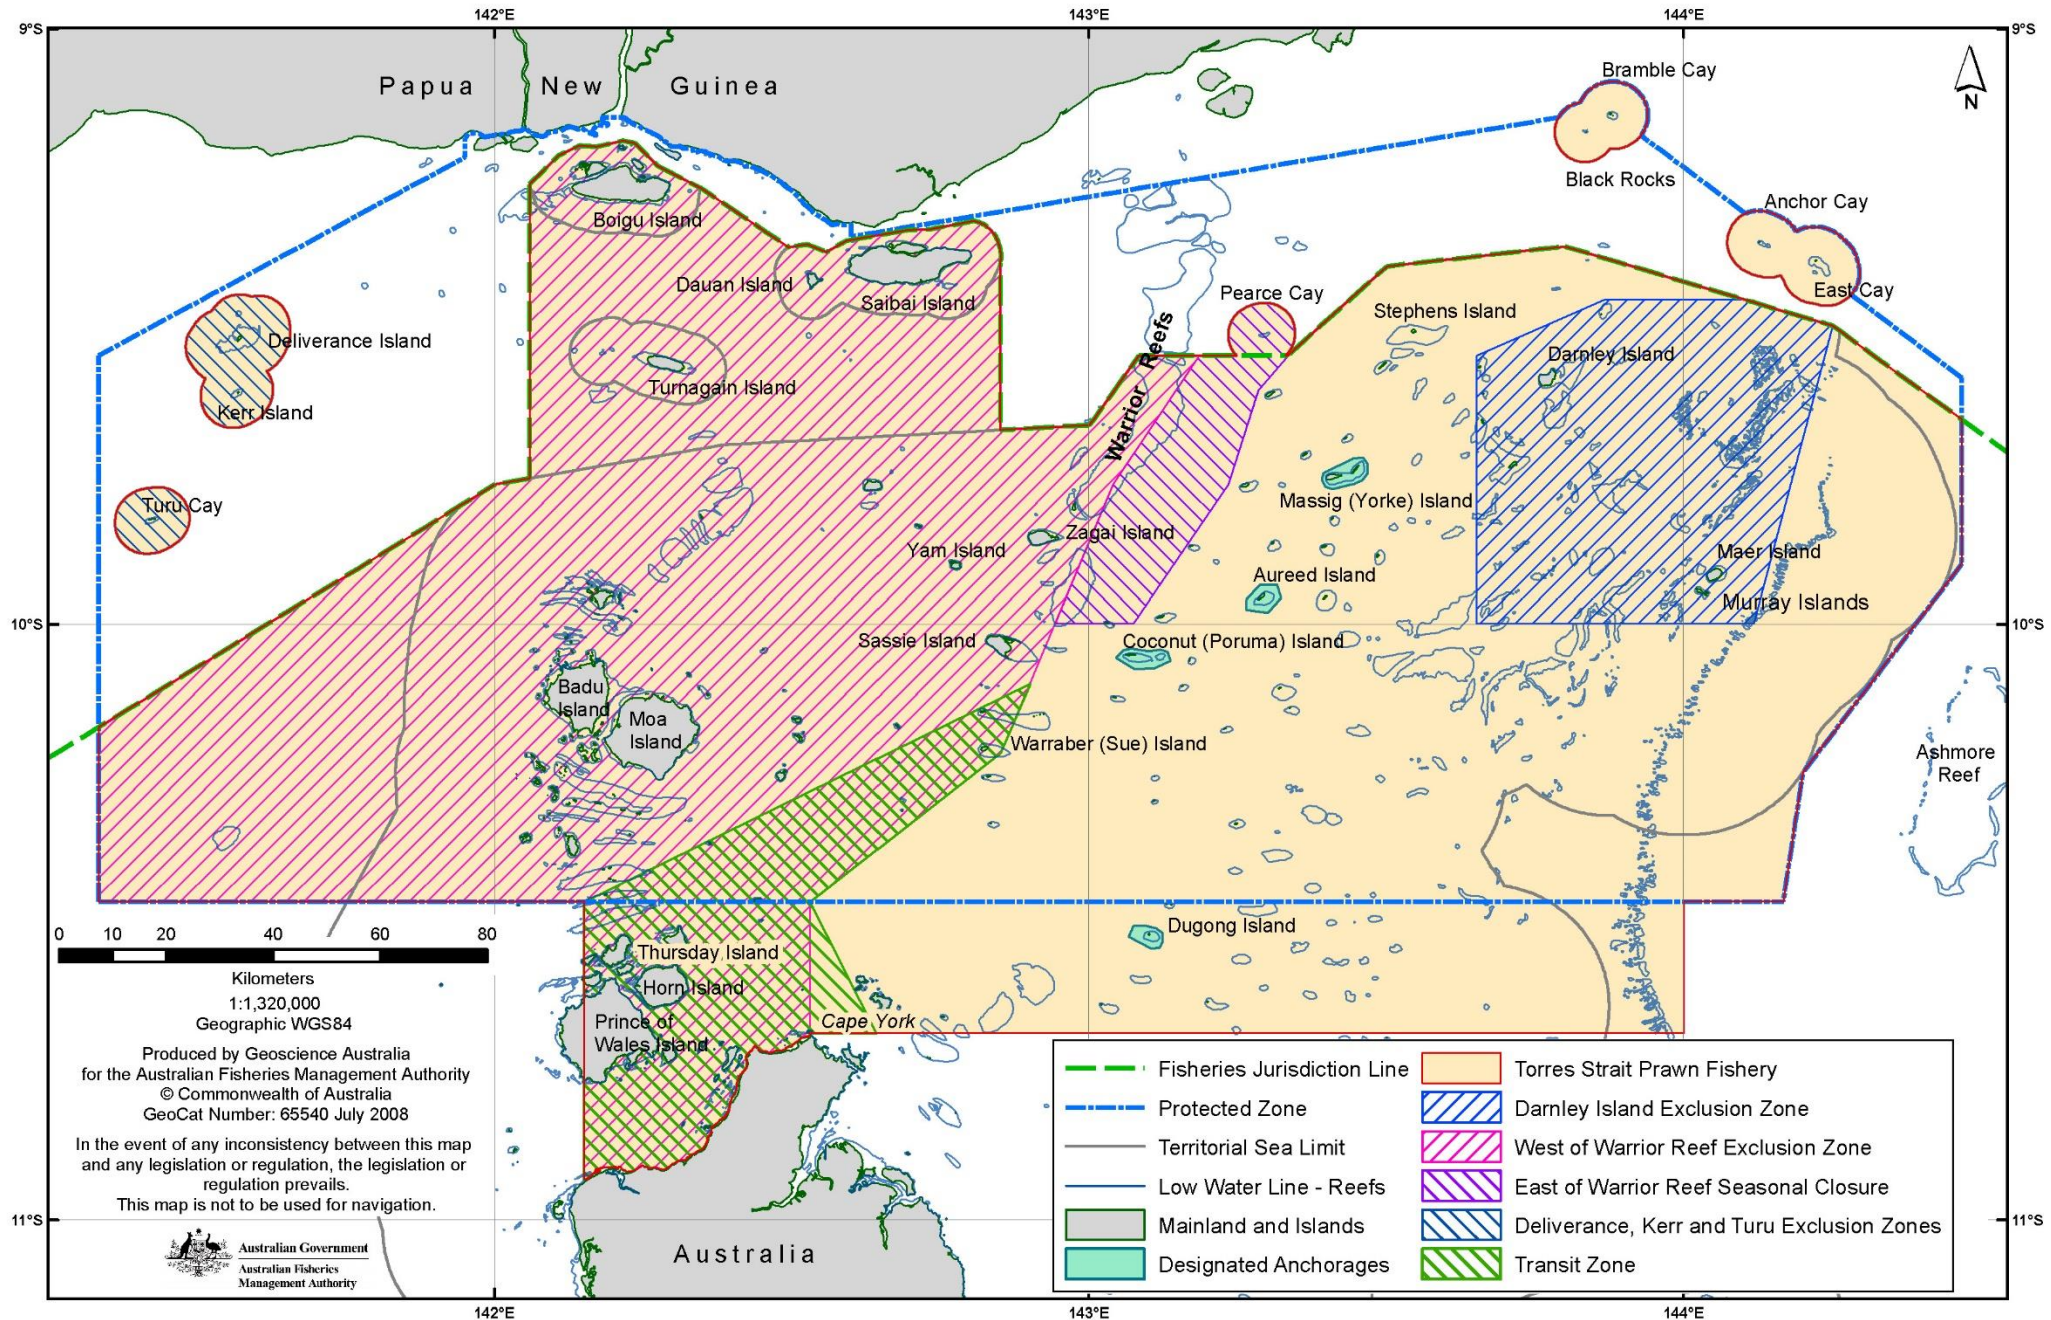 142°E 143°E 144°E
9°S 9°S
Papua New Guinea
Bramble Cay
N
Black Rocks
Anchor Cay
Boigu Island
Dauan Island
Saibai Island
East Cay
Pearce Cay
Stephens Island
Deliverance Island
Warrior Reefs
Darnley Island
Turnagain Island
Kerr Island
Turu Cay
Massig (Yorke) Island
Zagai Island
Yam Island
Maer Island
Aureed Island
Murray Islands
10°S 10°S
Sassie Island
Coconut (Poruma) Island
Badu
Island
Moa
Island
Warraber (Sue) Island
Ashmore
Reef
Dugong Island
0 10 20 40 60 80
Kilometers
Thursday Island
Horn Island
Prince of
Wales Island
Cape York
1:1,320,000
Geographic WGS84
Produced by Geoscience Australia
for the Australian Fisheries Management Authority
© Commonwealth of Australia
GeoCat Number: 65540 July 2008
In the event of any inconsistency between this map
and any legislation or regulation, the legislation or
regulation prevails.
This map is not to be used for navigation.
Australian Government
Australian Fisheries
Management Authority
Australia
Fisheries Jurisdiction Line
Protected Zone
Territorial Sea Limit
Low Water Line - Reefs
Mainland and Islands
Designated Anchorages
Torres Strait Prawn Fishery
Darnley Island Exclusion Zone
West of Warrior Reef Exclusion Zone
East of Warrior Reef Seasonal Closure
Deliverance, Kerr and Turu Exclusion Zones
Transit Zone
11°S 11°S
142°E 143°E 144°E